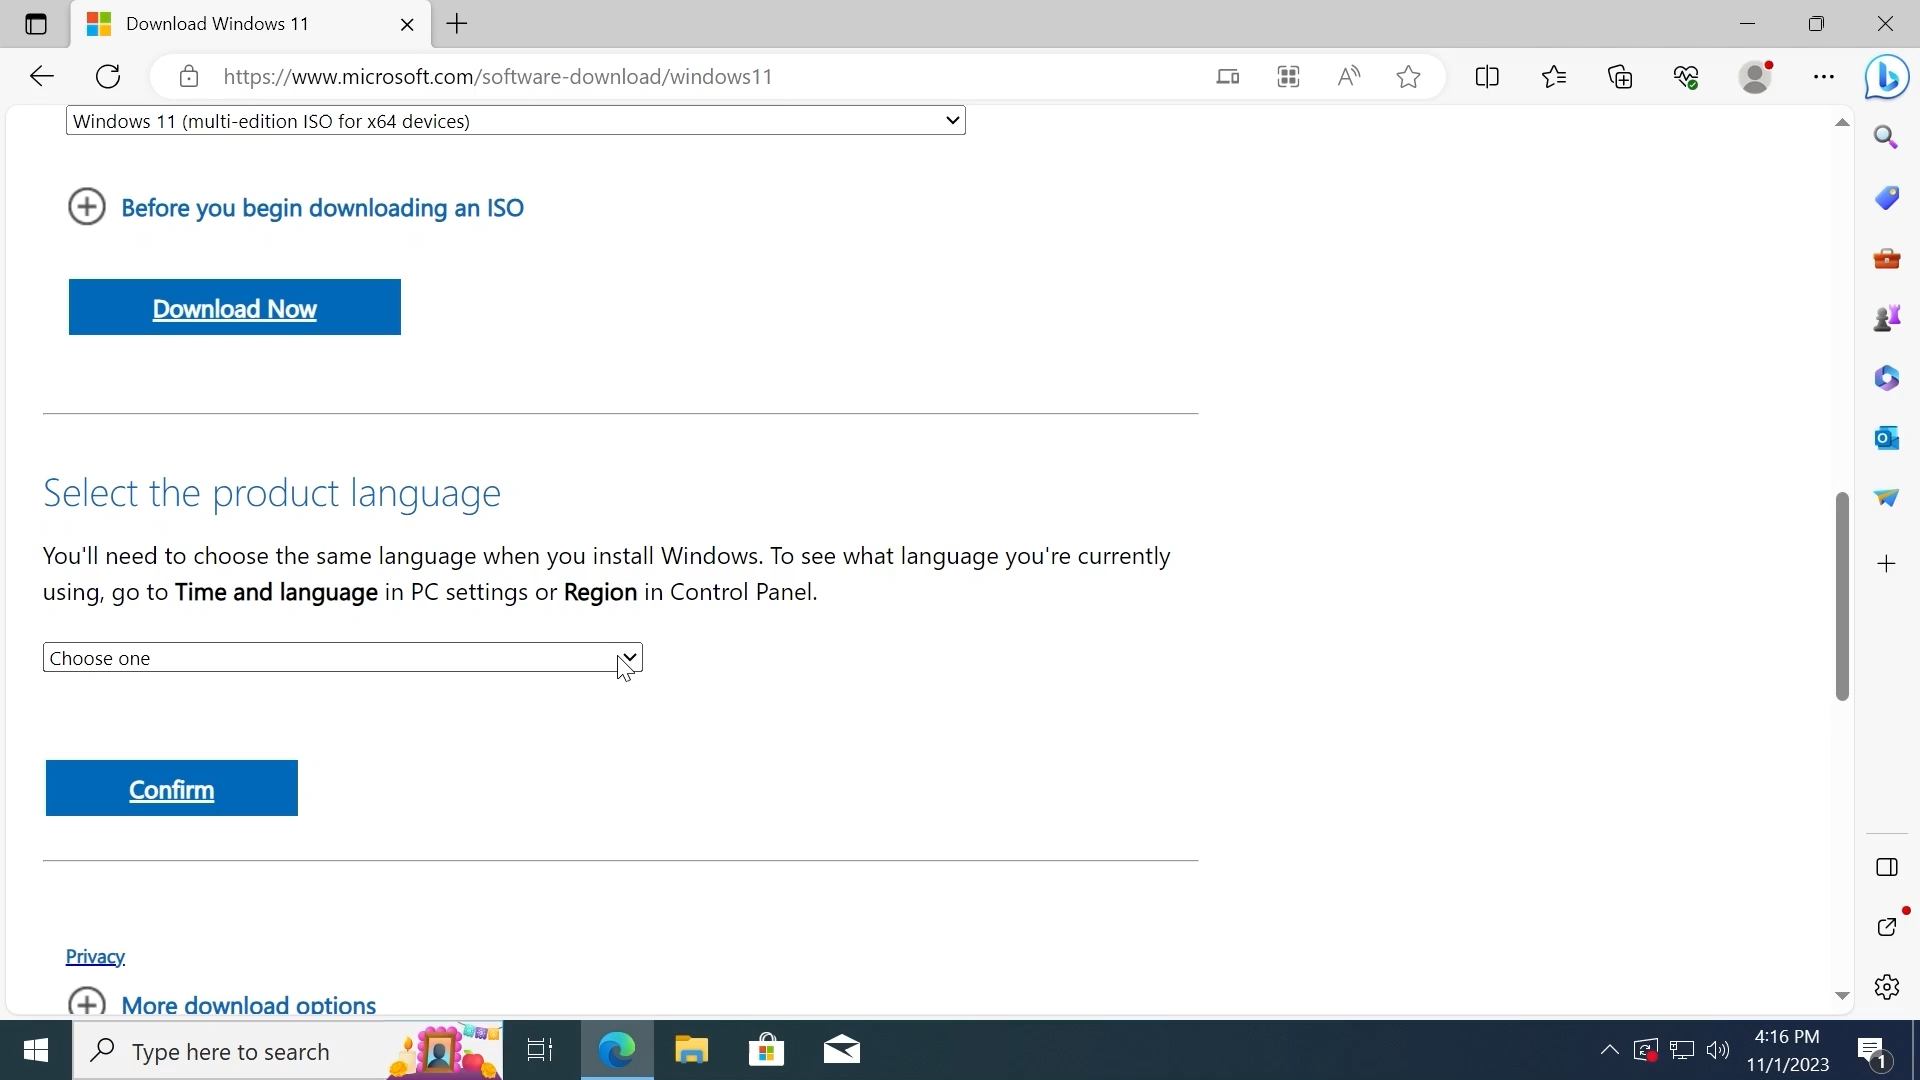 Download Windows 11
https://www.microsoft.com/software-download/windows11
Windows 11 (multi-edition ISO for x64 devices)
Before you begin downloading an ISO
Download Now
Select the product language
You'll need to choose the same language when you install Windows. To see what language you're currently
using, go to Time and language in PC settings or Region in Control Panel.
Choose one
Confirm
Privacy
More download options
Type here to search
4:16 PM
11/1/2023
1